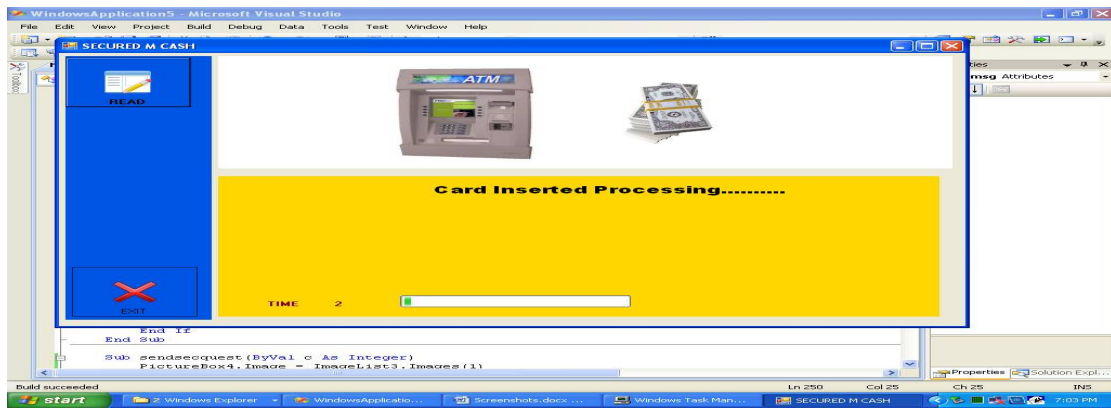 WindowsApplication5 - Microsoft Visual Studio
File Edit View Project Build Debug Data Tools Test Window Help
SECURED M CASH
Toolbox
READ
ATM
msg Attributes
Card Inserted Processing..........
EXIT
TIME 2
End If
End Sub
Sub sendsecquest(ByVal c As Integer)
PictureBox4.Image = ImageList3.Images(1)
Properties Solution Expl...
Build succeeded Ln 250 Col 25 Ch 25 INS
start 2 Windows Explorer WindowsApplicatio... Screenshots.docx ... Windows Task Man... SECURED M CASH 7:03 PM